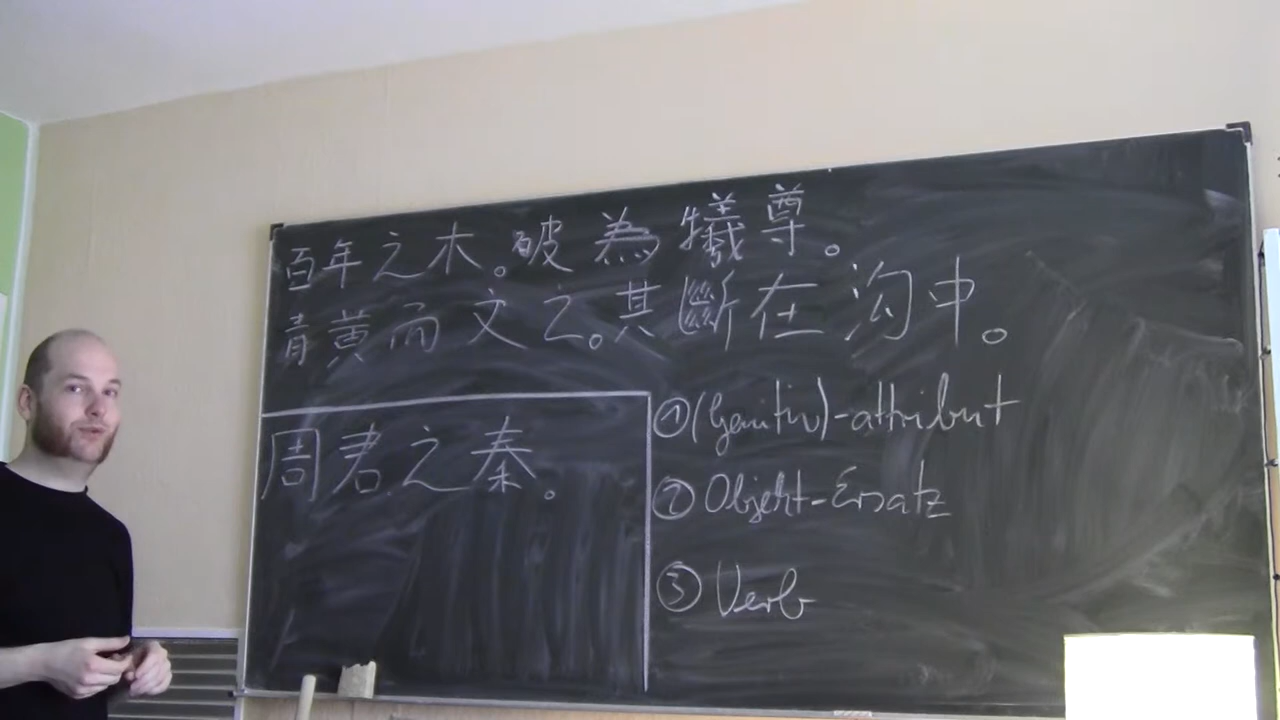 百年之木。破為犧尊。
青黃而文之。其斷在溝中。
周君之秦。
①(Genitiv)-attribut
② Objekt-Ersatz
③ Verb